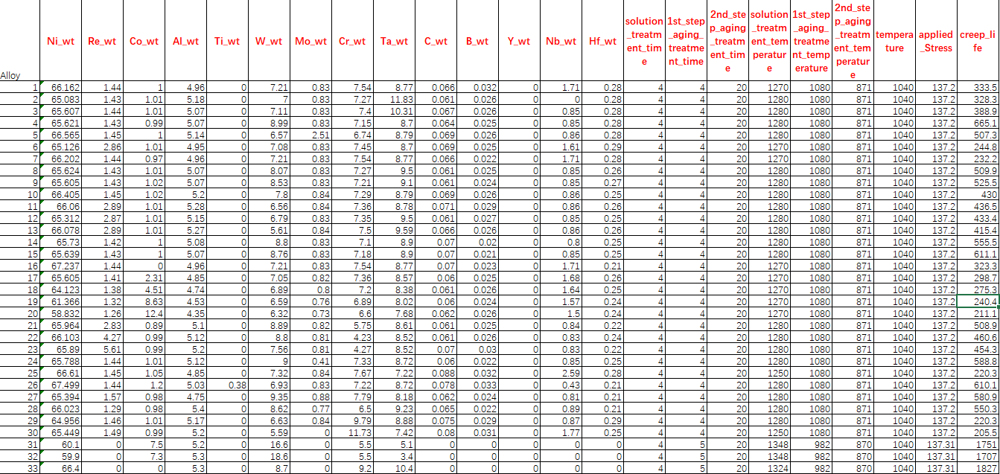 Alloy Ni_wt Re_wt Co_wt Al_wt Ti_wt W_wt Mo_wt Cr_wt Ta_wt C_wt B_wt Y_wt Nb_wt Hf_wt solution_treatment_time 1st_step_aging_treatment_time 2nd_step_aging_treatment_time solution_treatment_temperature 1st_step_aging_treatment_temperature 2nd_step_aging_treatment_temperature temperature applied_Stress creep_life
1 66.162 1.44 1 4.96 0 7.21 0.83 7.54 8.77 0.066 0.032 0 1.71 0.28 4 4 20 1270 1080 871 1040 137.2 333.5
2 65.083 1.43 1.01 5.18 0 7 0.83 7.27 11.83 0.061 0.026 0 0 0.28 4 4 20 1280 1080 871 1040 137.2 328.3
3 65.607 1.44 1.01 5.07 0 7.11 0.83 7.4 10.31 0.067 0.026 0 0.85 0.28 4 4 20 1280 1080 871 1040 137.2 388.9
4 65.621 1.43 0.99 5.07 0 8.99 0.83 7.15 8.7 0.064 0.025 0 0.85 0.28 4 4 20 1280 1080 871 1040 137.2 665.1
5 66.565 1.45 1 5.14 0 6.57 2.51 6.74 8.79 0.069 0.026 0 0.86 0.28 4 4 20 1280 1080 871 1040 137.2 507.3
6 65.126 2.86 1.01 4.95 0 7.08 0.83 7.45 8.7 0.069 0.025 0 1.61 0.29 4 4 20 1270 1080 871 1040 137.2 244.8
7 66.202 1.44 0.97 4.96 0 7.21 0.83 7.54 8.77 0.066 0.022 0 1.71 0.28 4 4 20 1270 1080 871 1040 137.2 232.2
8 65.624 1.43 1.01 5.07 0 8.07 0.83 7.27 9.5 0.061 0.025 0 0.85 0.26 4 4 20 1280 1080 871 1040 137.2 509.9
9 65.605 1.43 1.02 5.07 0 8.53 0.83 7.21 9.1 0.061 0.024 0 0.85 0.27 4 4 20 1280 1080 871 1040 137.2 525.5
10 66.405 1.45 1.02 5.2 0 7.8 0.84 7.29 8.79 0.069 0.026 0 0.86 0.25 4 4 20 1280 1080 871 1040 137.2 430
11 66.06 2.89 1.01 5.28 0 6.56 0.84 7.36 8.78 0.071 0.029 0 0.86 0.26 4 4 20 1280 1080 871 1040 137.2 436.5
12 65.312 2.87 1.01 5.15 0 6.79 0.83 7.35 9.5 0.061 0.027 0 0.85 0.25 4 4 20 1280 1080 871 1040 137.2 433.4
13 66.078 2.89 1.01 5.27 0 5.61 0.84 7.5 9.59 0.066 0.026 0 0.86 0.26 4 4 20 1280 1080 871 1040 137.2 415.4
14 65.73 1.42 1 5.08 0 8.8 0.83 7.1 8.9 0.07 0.02 0 0.8 0.25 4 4 20 1280 1080 871 1040 137.2 555.5
15 65.639 1.43 1 5.07 0 8.76 0.83 7.18 8.9 0.07 0.021 0 0.85 0.25 4 4 20 1280 1080 871 1040 137.2 611.1
16 67.237 1.44 0 4.96 0 7.21 0.83 7.54 8.77 0.07 0.023 0 1.71 0.21 4 4 20 1270 1080 871 1040 137.2 323.3
17 65.605 1.41 2.31 4.85 0 7.05 0.82 7.36 8.57 0.06 0.025 0 1.68 0.26 4 4 20 1270 1080 871 1040 137.2 298.7
18 64.123 1.38 4.51 4.74 0 6.89 0.8 7.2 8.38 0.061 0.026 0 1.64 0.25 4 4 20 1270 1080 871 1040 137.2 275.3
19 61.366 1.32 8.63 4.53 0 6.59 0.76 6.89 8.02 0.06 0.024 0 1.57 0.24 4 4 20 1270 1080 871 1040 137.2 240.4
20 58.832 1.26 12.4 4.35 0 6.32 0.73 6.6 7.68 0.062 0.026 0 1.5 0.24 4 4 20 1270 1080 871 1040 137.2 211.1
21 65.964 2.83 0.89 5.1 0 8.89 0.82 5.75 8.61 0.061 0.025 0 0.84 0.22 4 4 20 1280 1080 871 1040 137.2 508.9
22 66.103 4.27 0.99 5.12 0 8.8 0.81 4.23 8.52 0.061 0.026 0 0.83 0.24 4 4 20 1280 1080 871 1040 137.2 460.6
23 65.89 5.61 0.99 5.2 0 7.56 0.81 4.27 8.52 0.07 0.03 0 0.83 0.22 4 4 20 1280 1080 871 1040 137.2 454.3
24 65.788 1.44 1.01 5.12 0 9 0.41 7.33 8.72 0.06 0.022 0 0.85 0.25 4 4 20 1280 1080 871 1040 137.2 588.8
25 66.61 1.45 1.05 4.85 0 7.32 0.84 7.67 7.22 0.088 0.032 0 2.59 0.28 4 4 20 1250 1080 871 1040 137.2 220.3
26 67.499 1.44 1.2 5.03 0.38 6.93 0.83 7.22 8.72 0.078 0.033 0 0.43 0.21 4 4 20 1280 1080 871 1040 137.2 610.1
27 65.394 1.57 0.98 4.75 0 9.35 0.88 7.79 8.18 0.062 0.024 0 0.81 0.21 4 4 20 1280 1080 871 1040 137.2 580.9
28 66.023 1.29 0.98 5.4 0 8.62 0.77 6.5 9.23 0.065 0.022 0 0.89 0.21 4 4 20 1280 1080 871 1040 137.2 550.3
29 64.956 1.46 1.01 5.17 0 6.63 0.84 9.79 8.88 0.075 0.029 0 0.87 0.29 4 4 20 1280 1080 871 1040 137.2 220.3
30 65.449 1.49 0.99 5.2 0 5.59 0 11.73 7.42 0.08 0.031 0 1.77 0.25 4 4 20 1250 1080 871 1040 137.2 205.5
31 60.1 0 7.5 5.2 0 16.6 0 5.5 5.1 0 0 0 0 0 4 5 20 1348 982 870 1040 137.31 1751
32 59.9 0 7.3 5.3 0 18.6 0 5.5 3.4 0 0 0 0 0 4 5 20 1348 982 870 1040 137.31 1707
33 66.4 0 0 5.3 0 8.7 0 9.2 10.4 0 0 0 0 0 4 5 20 1324 982 870 1040 137.31 1827